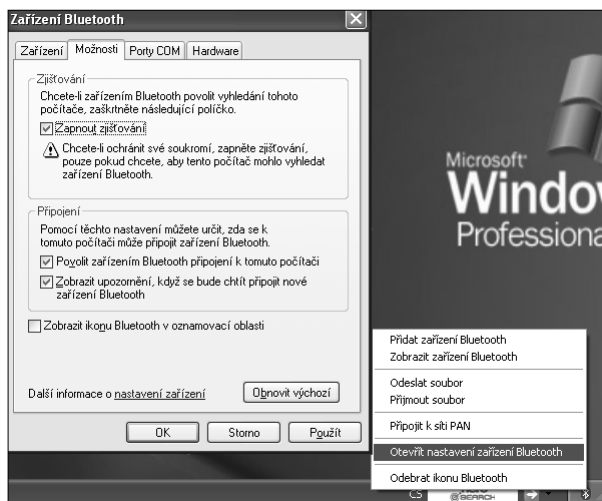 Zařízení Bluetooth
Zařízení
Možnosti
Porty COM
Hardware
Zjišťování
Chcete-li zařízením Bluetooth povolit vyhledání tohoto
počítače, zaškrtněte následující políčko.
Zapnout zjišťování
Chcete-li ochránit své soukromí, zapněte zjišťování,
pouze pokud chcete, aby tento počítač mohlo vyhledat
zařízení Bluetooth.
Připojení
Pomocí těchto nastavení můžete určit, zda se k
tomuto počítači může připojit zařízení Bluetooth.
Povolit zařízením Bluetooth připojení k tomuto počítači
Zobrazit upozornění, když se bude chtít připojit nové
zařízení Bluetooth
Zobrazit ikonu Bluetooth v oznamovací oblasti
Další informace o nastavení zařízení
Obnovit výchozí
OK
Storno
Použít
Microsoft
Window
Professiona
Přidat zařízení Bluetooth
Zobrazit zařízení Bluetooth
Odeslat soubor
Přijmout soubor
Připojit k síti PAN
Otevřít nastavení zařízení Bluetooth
Odebrat ikonu Bluetooth
CS
SEARCH